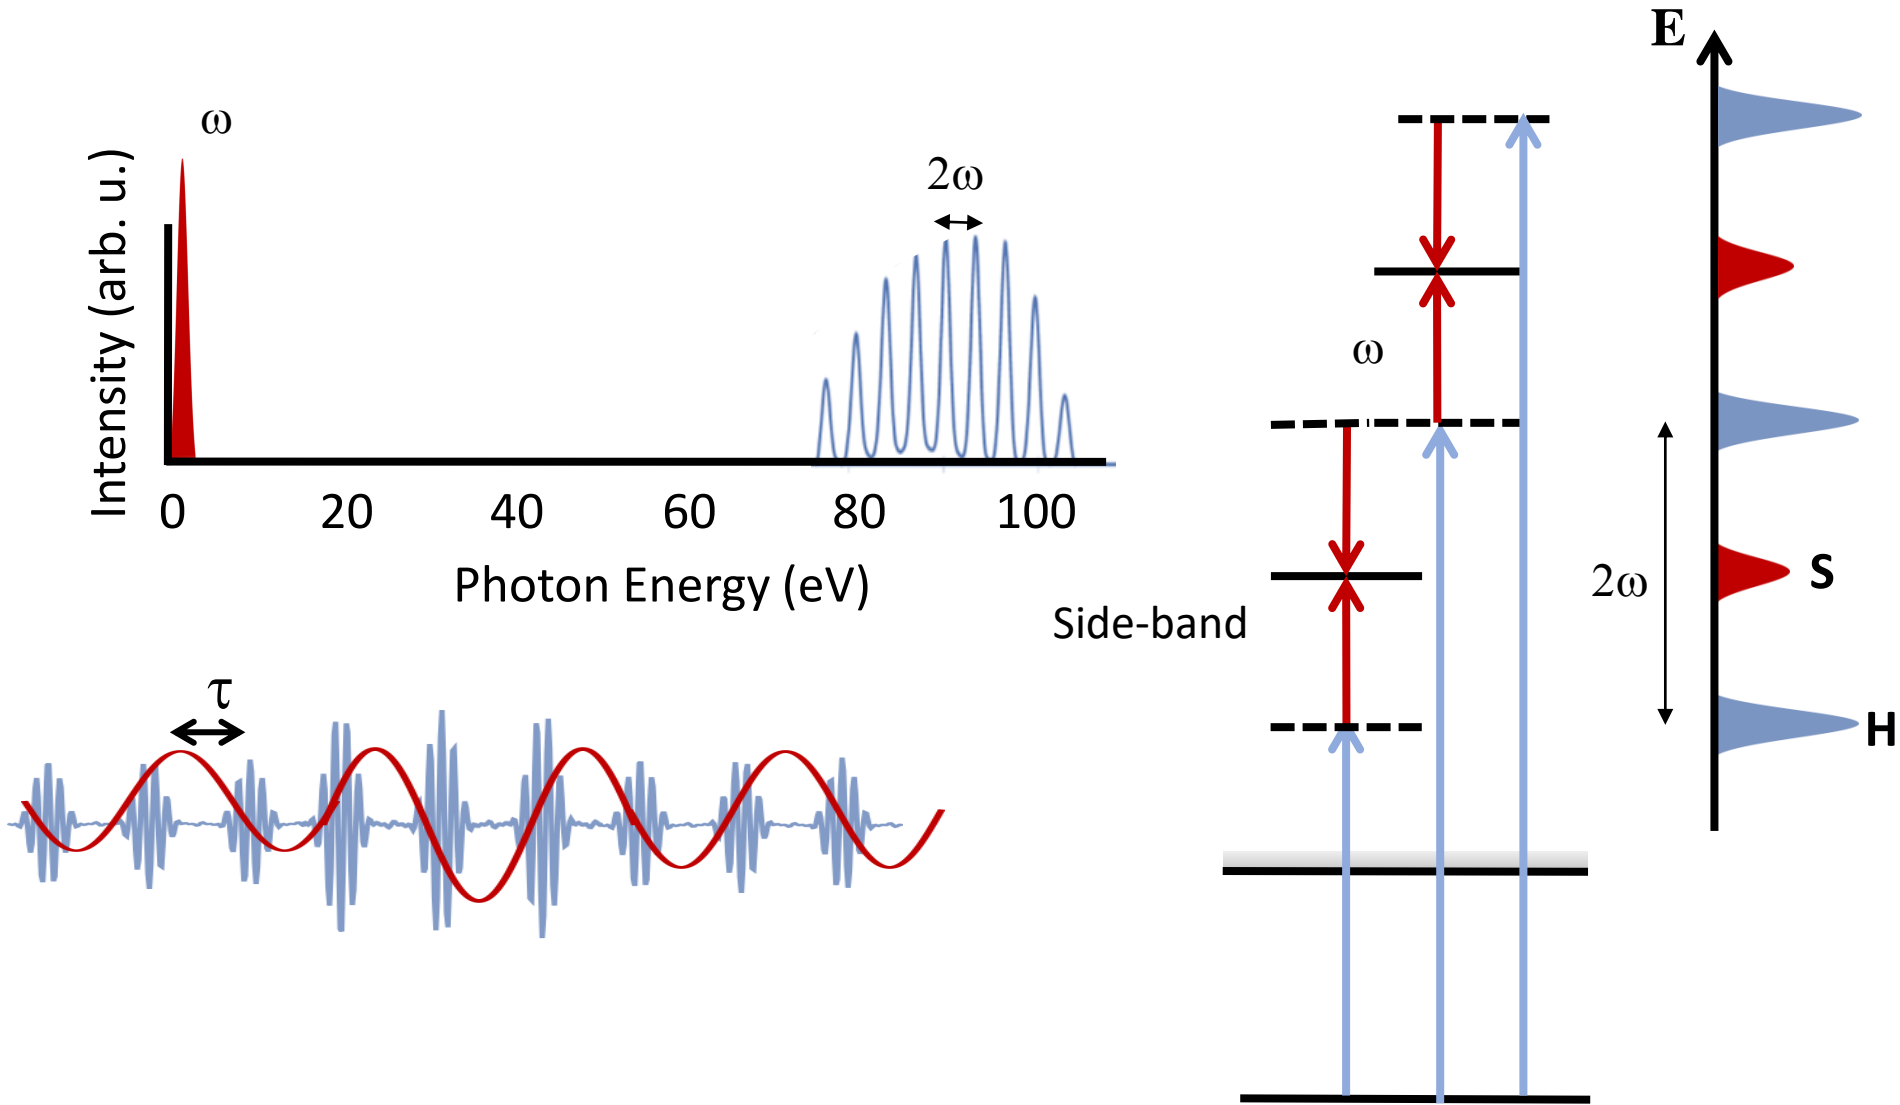 ω
2ω
Intensity (arb. u.)
0 20 40 60 80 100
Photon Energy (eV)
τ
E
ω
2ω
S
Side-band
H